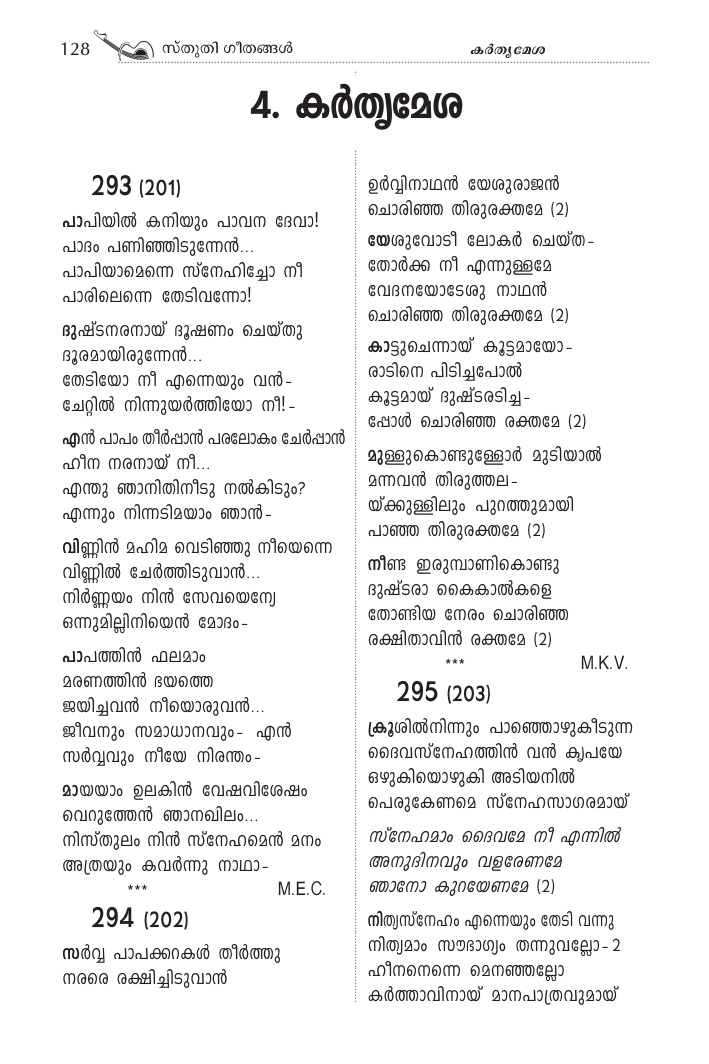 128 സ്തുതി ഗീതങ്ങൾ കർതൃമേശ
4. കർതൃമേശ
293 (201)
പാപിയിൽ കനിയും പാവന ദേവാ!
പാദം പണിഞ്ഞിടുന്നേൻ...
പാപിയാമെന്നെ സ്നേഹിച്ചോ നീ
പാരിലെന്നെ തേടിവന്നോ!
ദുഷ്ടനരനായ് ദൂഷണം ചെയ്തു
ദൂരമായിരുന്നേൻ...
തേടിയോ നീ എന്നെയും വൻ-
ചേറ്റിൽ നിന്നുയർത്തിയോ നീ!-
എൻ പാപം തീർപ്പാൻ പരലോകം ചേർപ്പാൻ
ഹീന നരനായ് നീ...
എന്തു ഞാനിതിനീടു നൽകിടും?
എന്നും നിന്നടിമയാം ഞാൻ-
വിണ്ണിൻ മഹിമ വെടിഞ്ഞു നീയെന്നെ
വിണ്ണിൽ ചേർത്തിടുവാൻ...
നിർണ്ണയം നിൻ സേവയെന്യേ
ഒന്നുമില്ലിനിയെൻ മോദം-
പാപത്തിൻ ഫലമാം
മരണത്തിൻ ഭയത്തെ
ജയിച്ചവൻ നീയൊരുവൻ...
ജീവനും സമാധാനവും- എൻ
സർവ്വവും നീയേ നിരന്തം-
മായയാം ഉലകിൻ വേഷവിശേഷം
വെറുത്തേൻ ഞാനഖിലം...
നിസ്തുലം നിൻ സ്നേഹമെൻ മനം
അത്രയും കവർന്നു നാഥാ-
*** M.E.C.
294 (202)
സർവ്വ പാപക്കറകൾ തീർത്തു
നരരെ രക്ഷിച്ചിടുവാൻ
ഉർവ്വിനാഥൻ യേശുരാജൻ
ചൊരിഞ്ഞ തിരുരക്തമേ (2)
യേശുവോടീ ലോകർ ചെയ്ത-
തോർക്ക നീ എന്നുള്ളമേ
വേദനയോടേശു നാഥൻ
ചൊരിഞ്ഞ തിരുരക്തമേ (2)
കാട്ടുചെന്നായ് കൂട്ടമായോ-
രാടിനെ പിടിച്ചപോൽ
കൂട്ടമായ് ദുഷ്ടരടിച്ച-
പ്പോൾ ചൊരിഞ്ഞ രക്തമേ (2)
മുള്ളുകൊണ്ടുള്ളോർ മുടിയാൽ
മന്നവൻ തിരുത്തല-
യ്ക്കുള്ളിലും പുറത്തുമായി
പാഞ്ഞ തിരുരക്തമേ (2)
നീണ്ട ഇരുമ്പാണികൊണ്ടു
ദുഷ്ടരാ കൈകാൽകളെ
തോണ്ടിയ നേരം ചൊരിഞ്ഞ
രക്ഷിതാവിൻ രക്തമേ (2)
*** M.K.V.
295 (203)
ക്രൂശിൽനിന്നും പാഞ്ഞൊഴുകീടുന്ന
ദൈവസ്നേഹത്തിൻ വൻ കൃപയേ
ഒഴുകിയൊഴുകി അടിയനിൽ
പെരുകേണമെ സ്നേഹസാഗരമായ്
സ്നേഹമാം ദൈവമേ നീ എന്നിൽ
അനുദിനവും വളരേണമേ
ഞാനോ കുറയേണമേ (2)
നിത്യസ്നേഹം എന്നെയും തേടി വന്നു
നിത്യമാം സൗഭാഗ്യം തന്നുവല്ലോ-2
ഹീനനെന്നെ മെനഞ്ഞല്ലോ
കർത്താവിനായ് മാനപാത്രവുമായ്